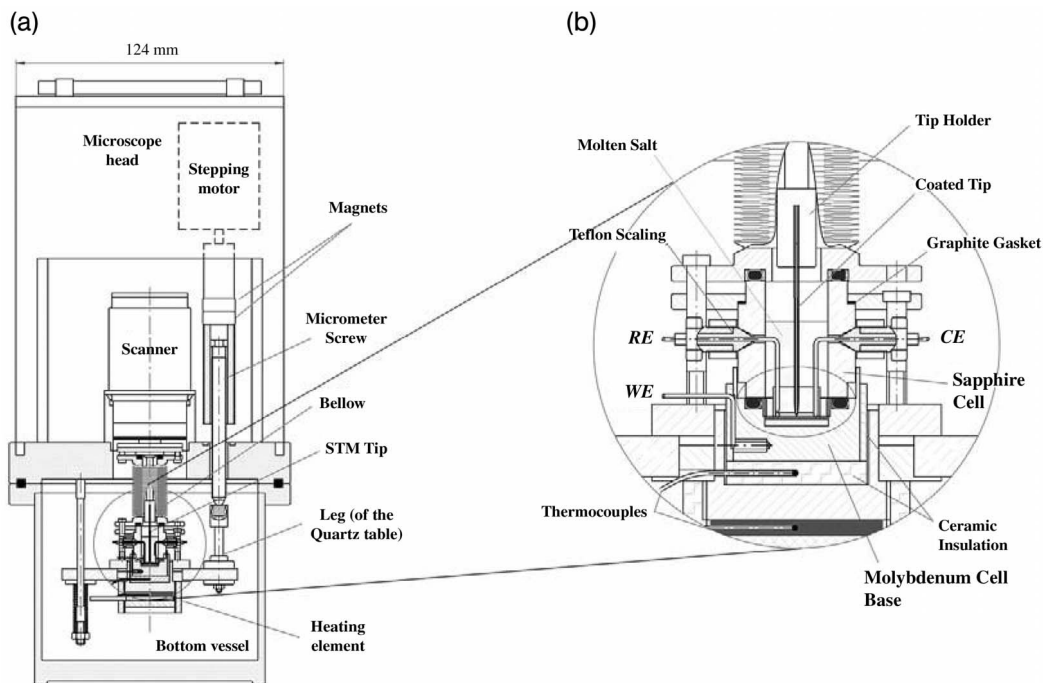 (a)
124 mm
Microscope
head
Stepping
motor
Magnets
Scanner
Micrometer
Screw
Bellow
STM Tip
Leg (of the
Quartz table)
Heating
element
Bottom vessel
(b)
Tip Holder
Molten Salt
Coated Tip
Teflon Scaling
Graphite Gasket
RE
CE
WE
Sapphire
Cell
Thermocouples
Ceramic
Insulation
Molybdenum Cell
Base